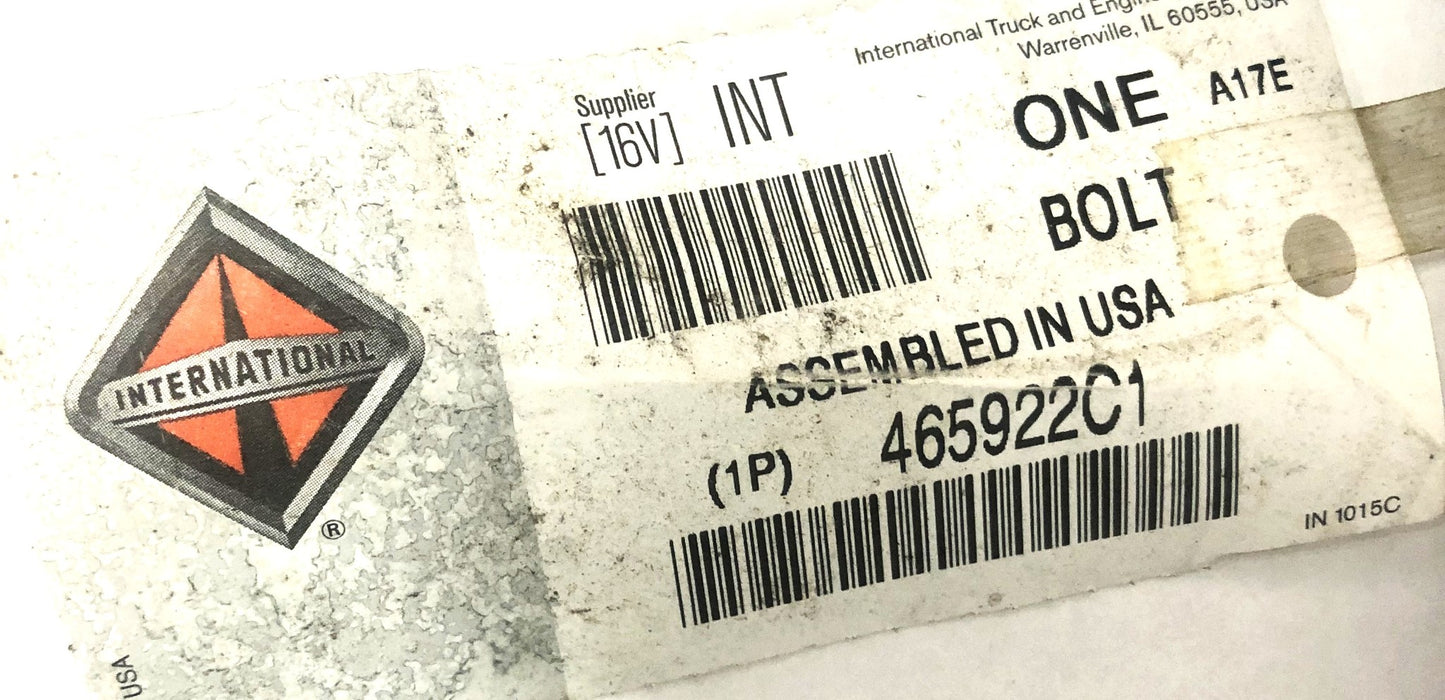 International Truck and
Warrenville, IL 60555, USA
Supplier
[16V] INT
ONE A17E
BOLT
ASSEMBLED IN USA
(1P) 465922C1
IN 1015C
INTERNATIONAL
®
USA